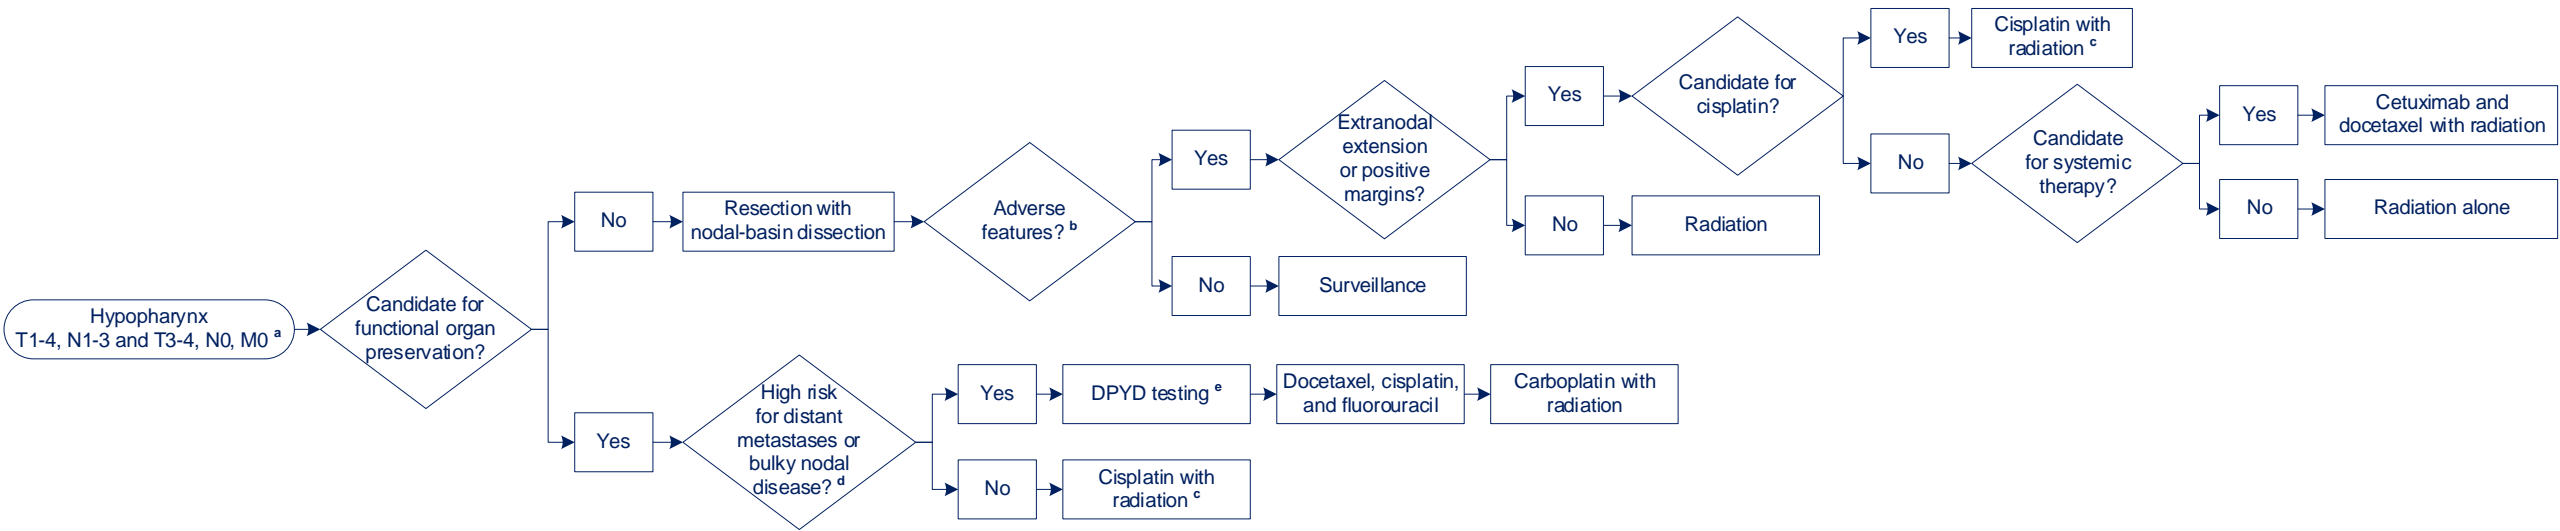 Hypopharynx
T1-4, N1-3 and T3-4, N0, M0 a
Candidate for
functional organ
preservation?
No
Resection with
nodal-basin dissection
Adverse
features? b
Yes
Extranodal
extension
or positive
margins?
Yes
Candidate for
cisplatin?
Yes
Cisplatin with
radiation c
No
Candidate
for systemic
therapy?
Yes
Cetuximab and
docetaxel with radiation
No
Radiation alone
No
Radiation
No
Surveillance
Yes
High risk
for distant
metastases or
bulky nodal
disease? d
Yes
DPYD testing e
Docetaxel, cisplatin,
and fluorouracil
Carboplatin with
radiation
No
Cisplatin with
radiation c